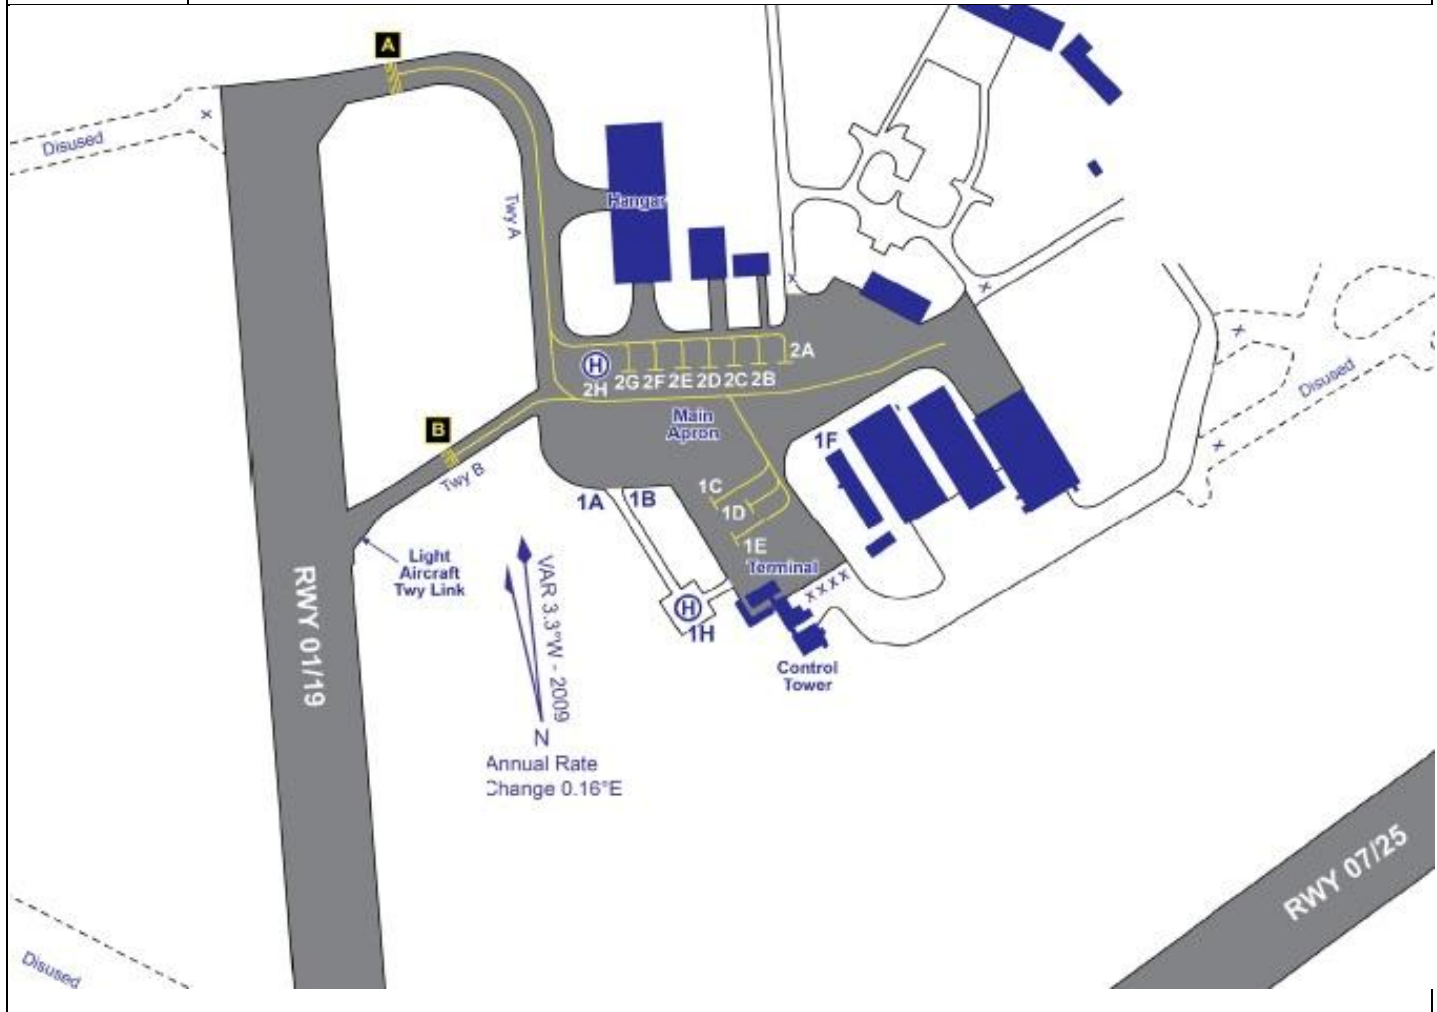 A
Disused
Hangar
Twy A
2A
H
2H
2G
2F
2E
2D
2C
2B
Disused
Main
Apron
B
1F
Twy B
1C
1A
1B
1D
1E
Light
Aircraft
Twy Link
Terminal
VAR 3.3°W - 2009
RWY 01/19
H
1H
Control
Tower
N
Annual Rate
Change 0.16°E
RWY 07/25
Disused
x
x
x
x
x
xxxx